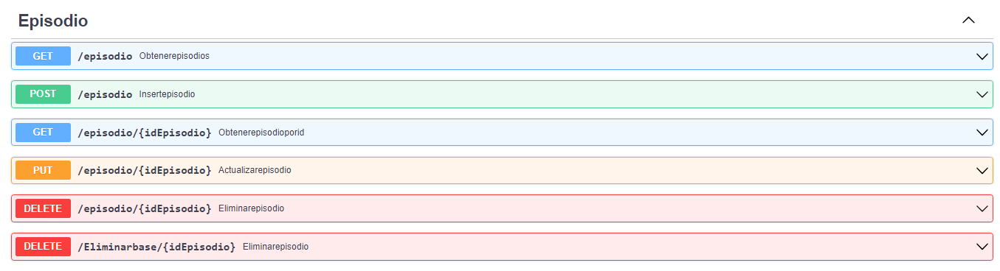 Episodio
GET /episodio Obtenerepisodios
POST /episodio Insertepisodio
GET /episodio/{idEpisodio} Obtenerepisodioporid
PUT /episodio/{idEpisodio} Actualizarepisodio
DELETE /episodio/{idEpisodio} Eliminarepisodio
DELETE /Eliminarbase/{idEpisodio} Eliminarepisodio